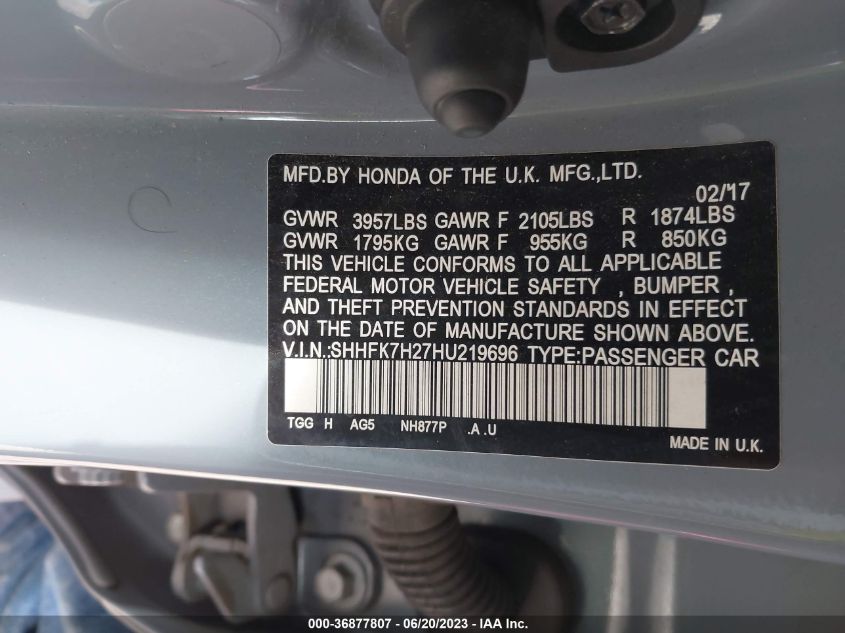 MFD.BY HONDA OF THE U.K. MFG.,LTD.
02/17
GVWR 3957LBS GAWR F 2105LBS R 1874LBS
GVWR 1795KG GAWR F 955KG R 850KG
THIS VEHICLE CONFORMS TO ALL APPLICABLE
FEDERAL MOTOR VEHICLE SAFETY , BUMPER ,
AND THEFT PREVENTION STANDARDS IN EFFECT
ON THE DATE OF MANUFACTURE SHOWN ABOVE.
V.I.N.:SHHFK7H27HU219696 TYPE:PASSENGER CAR
TGG H AG5 NH877P .A .U
MADE IN U.K.
000-36877807 - 06/20/2023 - IAA Inc.